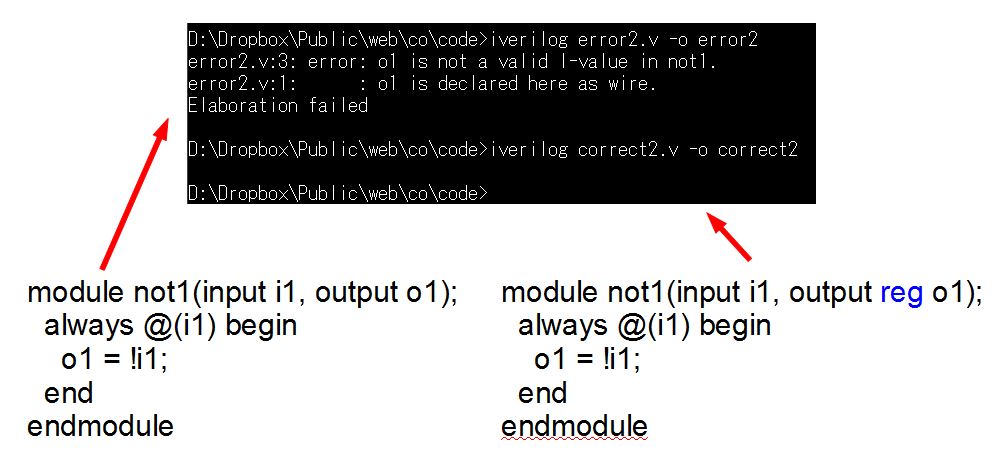 D:\Dropbox\Public\web\co\code>iverilog error2.v -o error2
error2.v:3: error: o1 is not a valid l-value in not1.
error2.v:1:      : o1 is declared here as wire.
Elaboration failed
D:\Dropbox\Public\web\co\code>iverilog correct2.v -o correct2
D:\Dropbox\Public\web\co\code>
module not1(input i1, output o1);
always @(i1) begin
o1 = !i1;
end
endmodule
module not1(input i1, output reg o1);
always @(i1) begin
o1 = !i1;
end
endmodule